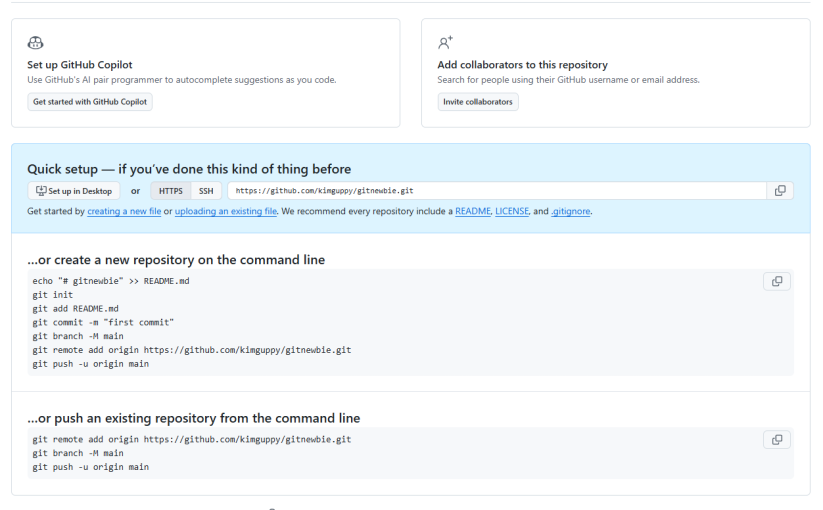 Set up GitHub Copilot
Use GitHub's AI pair programmer to autocomplete suggestions as you code.
Get started with GitHub Copilot
Add collaborators to this repository
Search for people using their GitHub username or email address.
Invite collaborators
Quick setup — if you've done this kind of thing before
Set up in Desktop or HTTPS SSH https://github.com/kimguppy/gitnewbie.git
Get started by creating a new file or uploading an existing file. We recommend every repository include a README, LICENSE, and .gitignore.
...or create a new repository on the command line
echo "# gitnewbie" >> README.md
git init
git add README.md
git commit -m "first commit"
git branch -M main
git remote add origin https://github.com/kimguppy/gitnewbie.git
git push -u origin main
...or push an existing repository from the command line
git remote add origin https://github.com/kimguppy/gitnewbie.git
git branch -M main
git push -u origin main